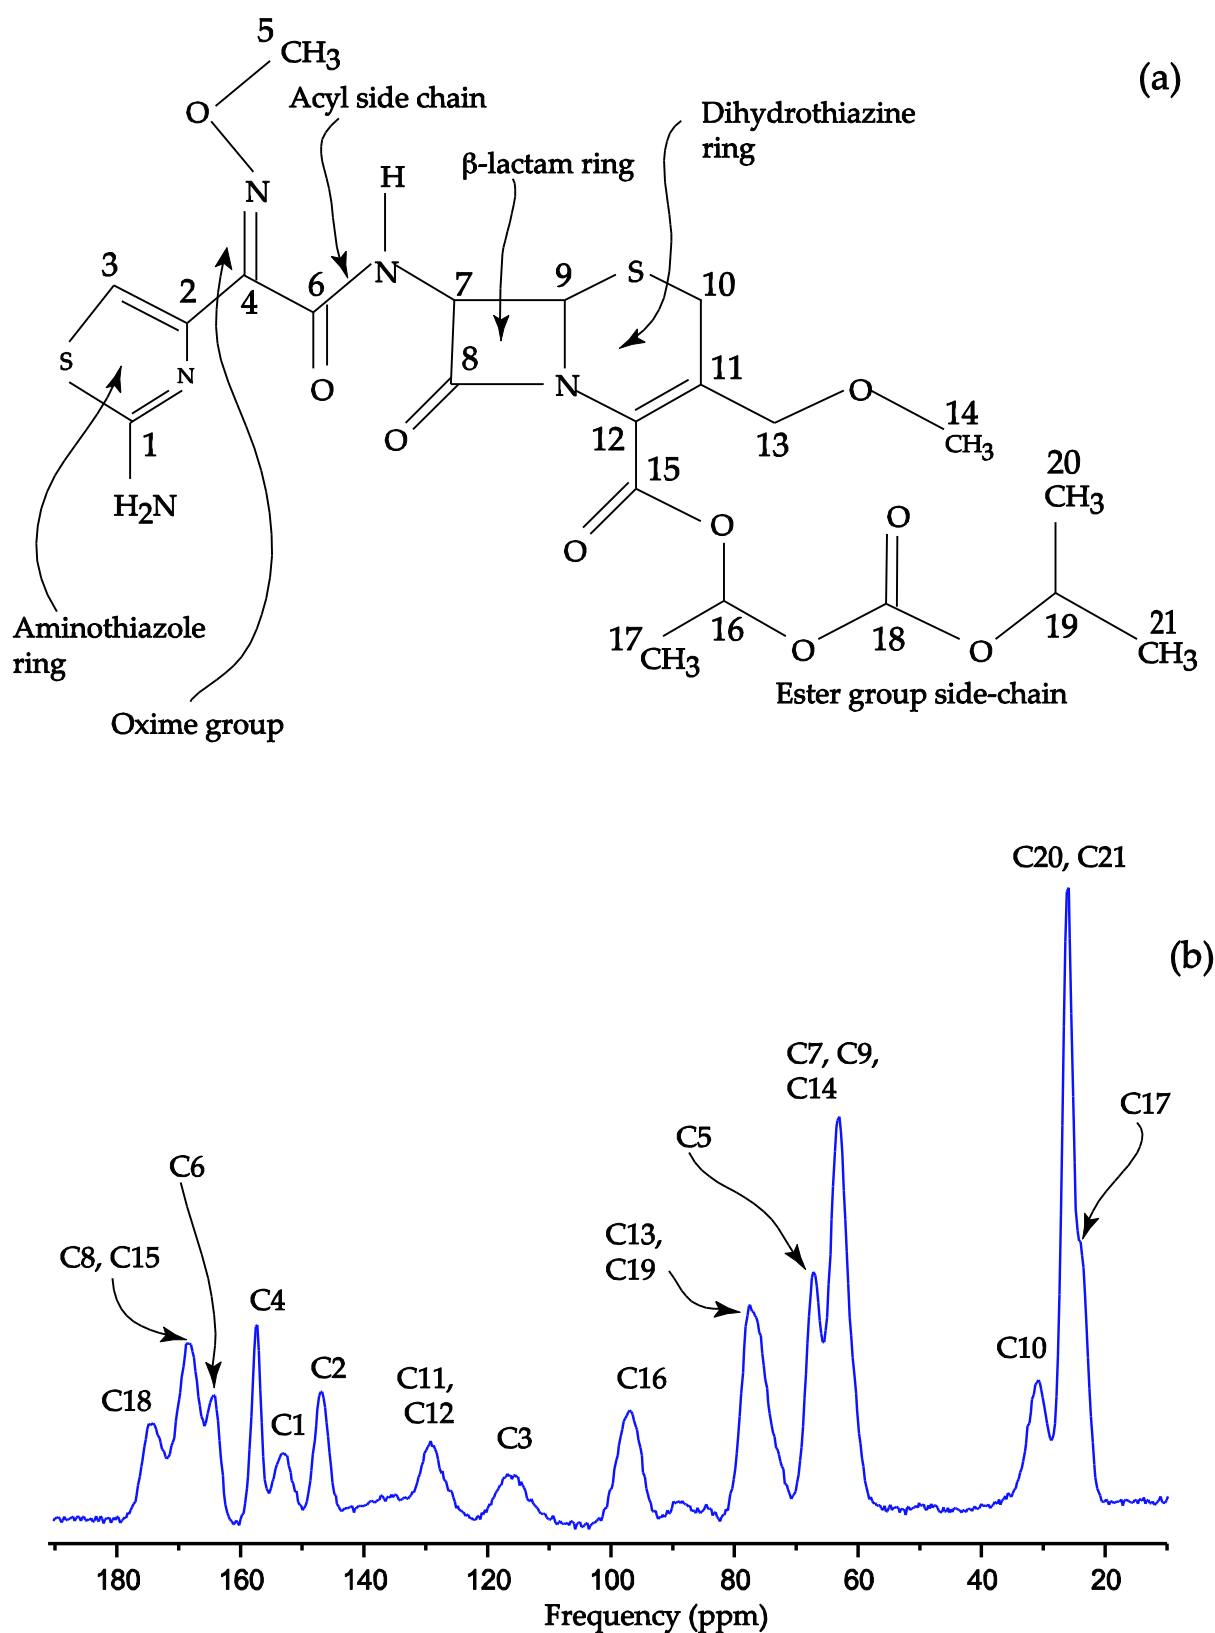 5
CH3
(a)
O
Acyl side chain
Dihydrothiazine
ring
β-lactam ring
H
N
N
3
2
4
6
7
9
S
10
S
N
O
8
N
11
O
14
CH3
1
O
12
13
H2N
15
20
CH3
O
O
O
Aminothiazole
ring
17
CH3
16
O
18
O
19
21
CH3
Ester group side-chain
Oxime group
C20, C21
(b)
C7, C9,
C14
C17
C5
C6
C13,
C19
C8, C15
C4
C10
C2
C11,
C12
C16
C18
C1
C3
180 160 140 120 100 80 60 40 20
Frequency (ppm)